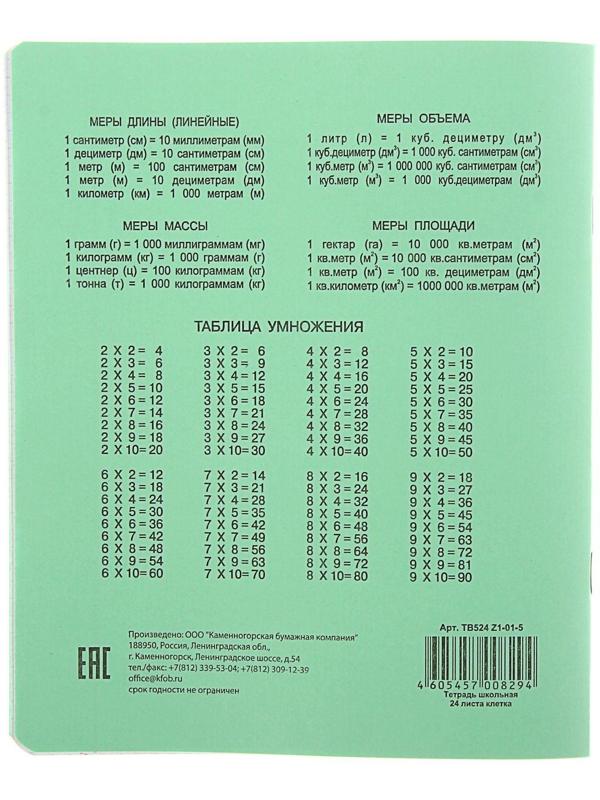 МЕРЫ ДЛИНЫ (ЛИНЕЙНЫЕ)
1 сантиметр (см) = 10 миллиметрам (мм)
1 дециметр (дм) = 10 сантиметрам (см)
1 метр (м) = 100 сантиметрам (см)
1 метр (м) = 10 дециметрам (дм)
1 километр (км) = 1 000 метрам (м)
МЕРЫ ОБЪЕМА
1 литр (л) = 1 куб. дециметру (дм³)
1 куб.дециметр (дм³) = 1 000 куб. сантиметрам (см³)
1 куб.метр (м³) = 1 000 000 куб. сантиметрам (см³)
1 куб.метр (м³) = 1 000 куб.дециметрам (дм³)
МЕРЫ МАССЫ
1 грамм (г) = 1 000 миллиграммам (мг)
1 килограмм (кг) = 1 000 граммам (г)
1 центнер (ц) = 100 килограммам (кг)
1 тонна (т) = 1 000 килограммам (кг)
МЕРЫ ПЛОЩАДИ
1 гектар (га) = 10 000 кв.метрам (м²)
1 кв.метр (м²) = 10 000 кв.сантиметрам (см²)
1 кв.метр (м²) = 100 кв. дециметрам (дм²)
1 кв.километр (км²) = 1000 000 кв.метрам (м²)
ТАБЛИЦА УМНОЖЕНИЯ
2 X 2 = 4 3 X 2 = 6 4 X 2 = 8 5 X 2 = 10
2 X 3 = 6 3 X 3 = 9 4 X 3 = 12 5 X 3 = 15
2 X 4 = 8 3 X 4 = 12 4 X 4 = 16 5 X 4 = 20
2 X 5 = 10 3 X 5 = 15 4 X 5 = 20 5 X 5 = 25
2 X 6 = 12 3 X 6 = 18 4 X 6 = 24 5 X 6 = 30
2 X 7 = 14 3 X 7 = 21 4 X 7 = 28 5 X 7 = 35
2 X 8 = 16 3 X 8 = 24 4 X 8 = 32 5 X 8 = 40
2 X 9 = 18 3 X 9 = 27 4 X 9 = 36 5 X 9 = 45
2 X 10= 20 3 X 10= 30 4 X 10= 40 5 X 10= 50
6 X 2 = 12 7 X 2 = 14 8 X 2 = 16 9 X 2 = 18
6 X 3 = 18 7 X 3 = 21 8 X 3 = 24 9 X 3 = 27
6 X 4 = 24 7 X 4 = 28 8 X 4 = 32 9 X 4 = 36
6 X 5 = 30 7 X 5 = 35 8 X 5 = 40 9 X 5 = 45
6 X 6 = 36 7 X 6 = 42 8 X 6 = 48 9 X 6 = 54
6 X 7 = 42 7 X 7 = 49 8 X 7 = 56 9 X 7 = 63
6 X 8 = 48 7 X 8 = 56 8 X 8 = 64 9 X 8 = 72
6 X 9 = 54 7 X 9 = 63 8 X 9 = 72 9 X 9 = 81
6 X 10= 60 7 X 10= 70 8 X 10= 80 9 X 10= 90
EAC
Произведено: ООО "Каменногорская бумажная компания"
188950, Россия, Ленинградская обл.,
г. Каменногорск, Ленинградское шоссе, д.54
тел./факс: +7(812) 339-53-04; +7(812) 309-12-39
office@kfob.ru
срок годности не ограничен
Арт. ТВ524 Z1-01-5
4 605457 008294
Тетрадь школьная
24 листа клетка